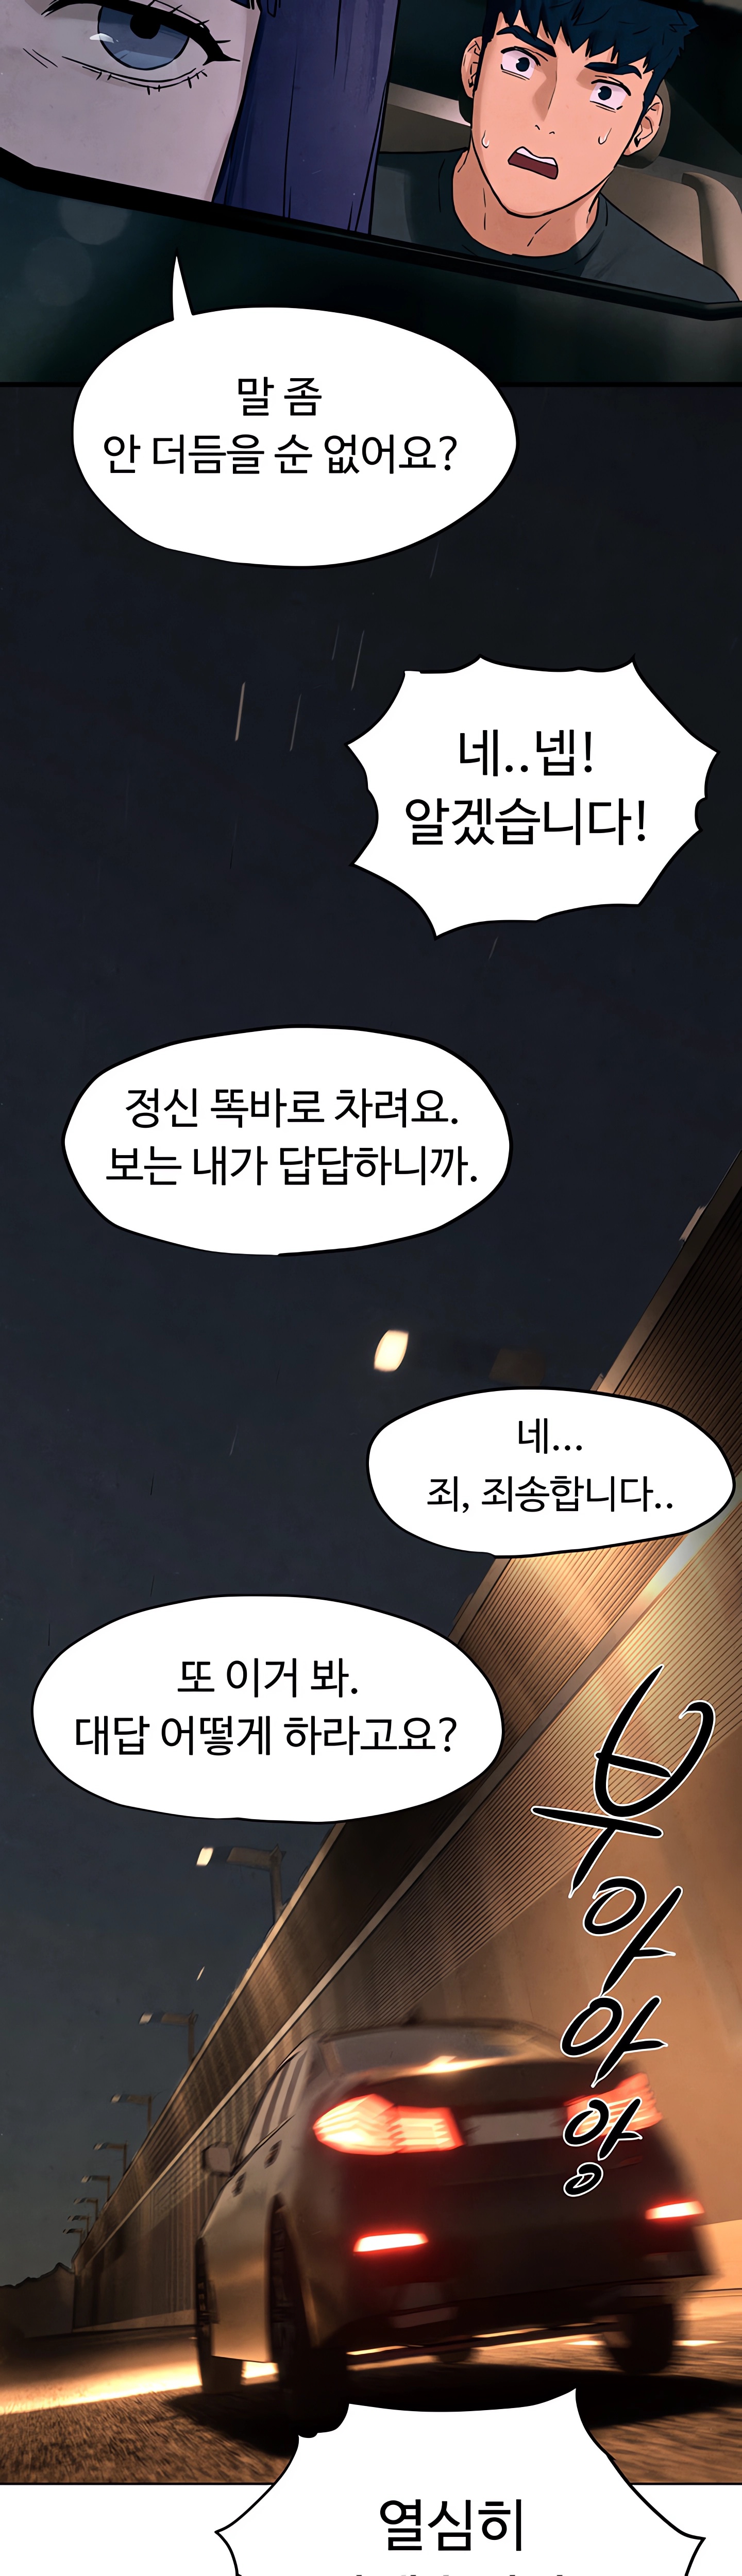 말 좀
안 더듬을 순 없어요?
네..넵!
알겠습니다!
정신 똑바로 차려요.
보는 내가 답답하니까.
네...
죄, 죄송합니다..
또 이거 봐.
대답 어떻게 하라고요?
부아아앙
열심히